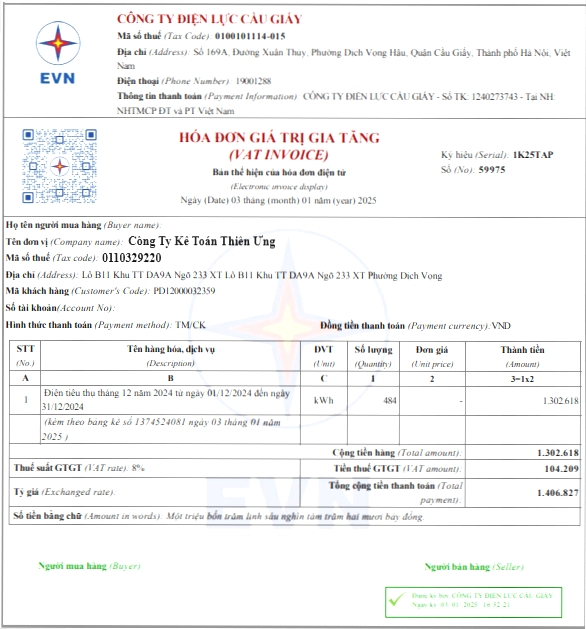 CÔNG TY ĐIỆN LỰC CẦU GIẤY
Mã số thuế (Tax Code): 0100101114-015
Địa chỉ (Address): Số 169A, Đường Xuân Thủy, Phường Dịch Vọng Hậu, Quận Cầu Giấy, Thành phố Hà Nội, Việt
Nam
Điện thoại (Phone Number): 19001288
Thông tin thanh toán (Payment Information) CÔNG TY ĐIỆN LỰC CẦU GIẤY - Số TK: 1240273743 - Tại NH:
NHTMCP ĐT và PT Việt Nam
EVN
HÓA ĐƠN GIÁ TRỊ GIA TĂNG
(VAT INVOICE)
Bản thể hiện của hóa đơn điện tử
(Electronic invoice display)
Ngày (Date) 03 tháng (month) 01 năm (year) 2025
Ký hiệu (Serial): 1K25TAP
Số (No): 59975
Họ tên người mua hàng (Buyer name):
Tên đơn vị (Company name): Công Ty Kế Toán Thiên Ưng
Mã số thuế (Tax code): 0110329220
Địa chỉ (Address): Lô B11 Khu TT DA9A Ngõ 233 XT Lô B11 Khu TT DA9A Ngõ 233 XT Phường Dịch Vọng
Mã khách hàng (Customer's Code): PD12000032359
Số tài khoản(Account No):
Hình thức thanh toán (Payment method): TM/CK Đồng tiền thanh toán (Payment currency): VND
STT Tên hàng hóa, dịch vụ ĐVT Số lượng Đơn giá Thành tiền
(No.) (Description) (Unit) (Quantity) (Unit price) (Amount)
A B C 1 2 3=1x2
1 Điện tiêu thụ tháng 12 năm 2024 từ ngày 01/12/2024 đến ngày
31/12/2024 kWh 484 - 1.302.618
(kèm theo bảng kê số 1374524081 ngày 03 tháng 01 năm
2025 )
Cộng tiền hàng (Total amount): 1.302.618
Thuế suất GTGT (VAT rate): 8% Tiền thuế GTGT (VAT amount): 104.209
Tỷ giá (Exchanged rate): Tổng cộng tiền thanh toán (Total
payment): 1.406.827
Số tiền bằng chữ (Amount in words): Một triệu bốn trăm linh sáu nghìn tám trăm hai mươi bảy đồng.
EVN
Người mua hàng (Buyer) Người bán hàng (Seller)
Được ký bởi: CÔNG TY ĐIỆN LỰC CẦU GIẤY
Ngày ký: 03-01-2025 16:32:21